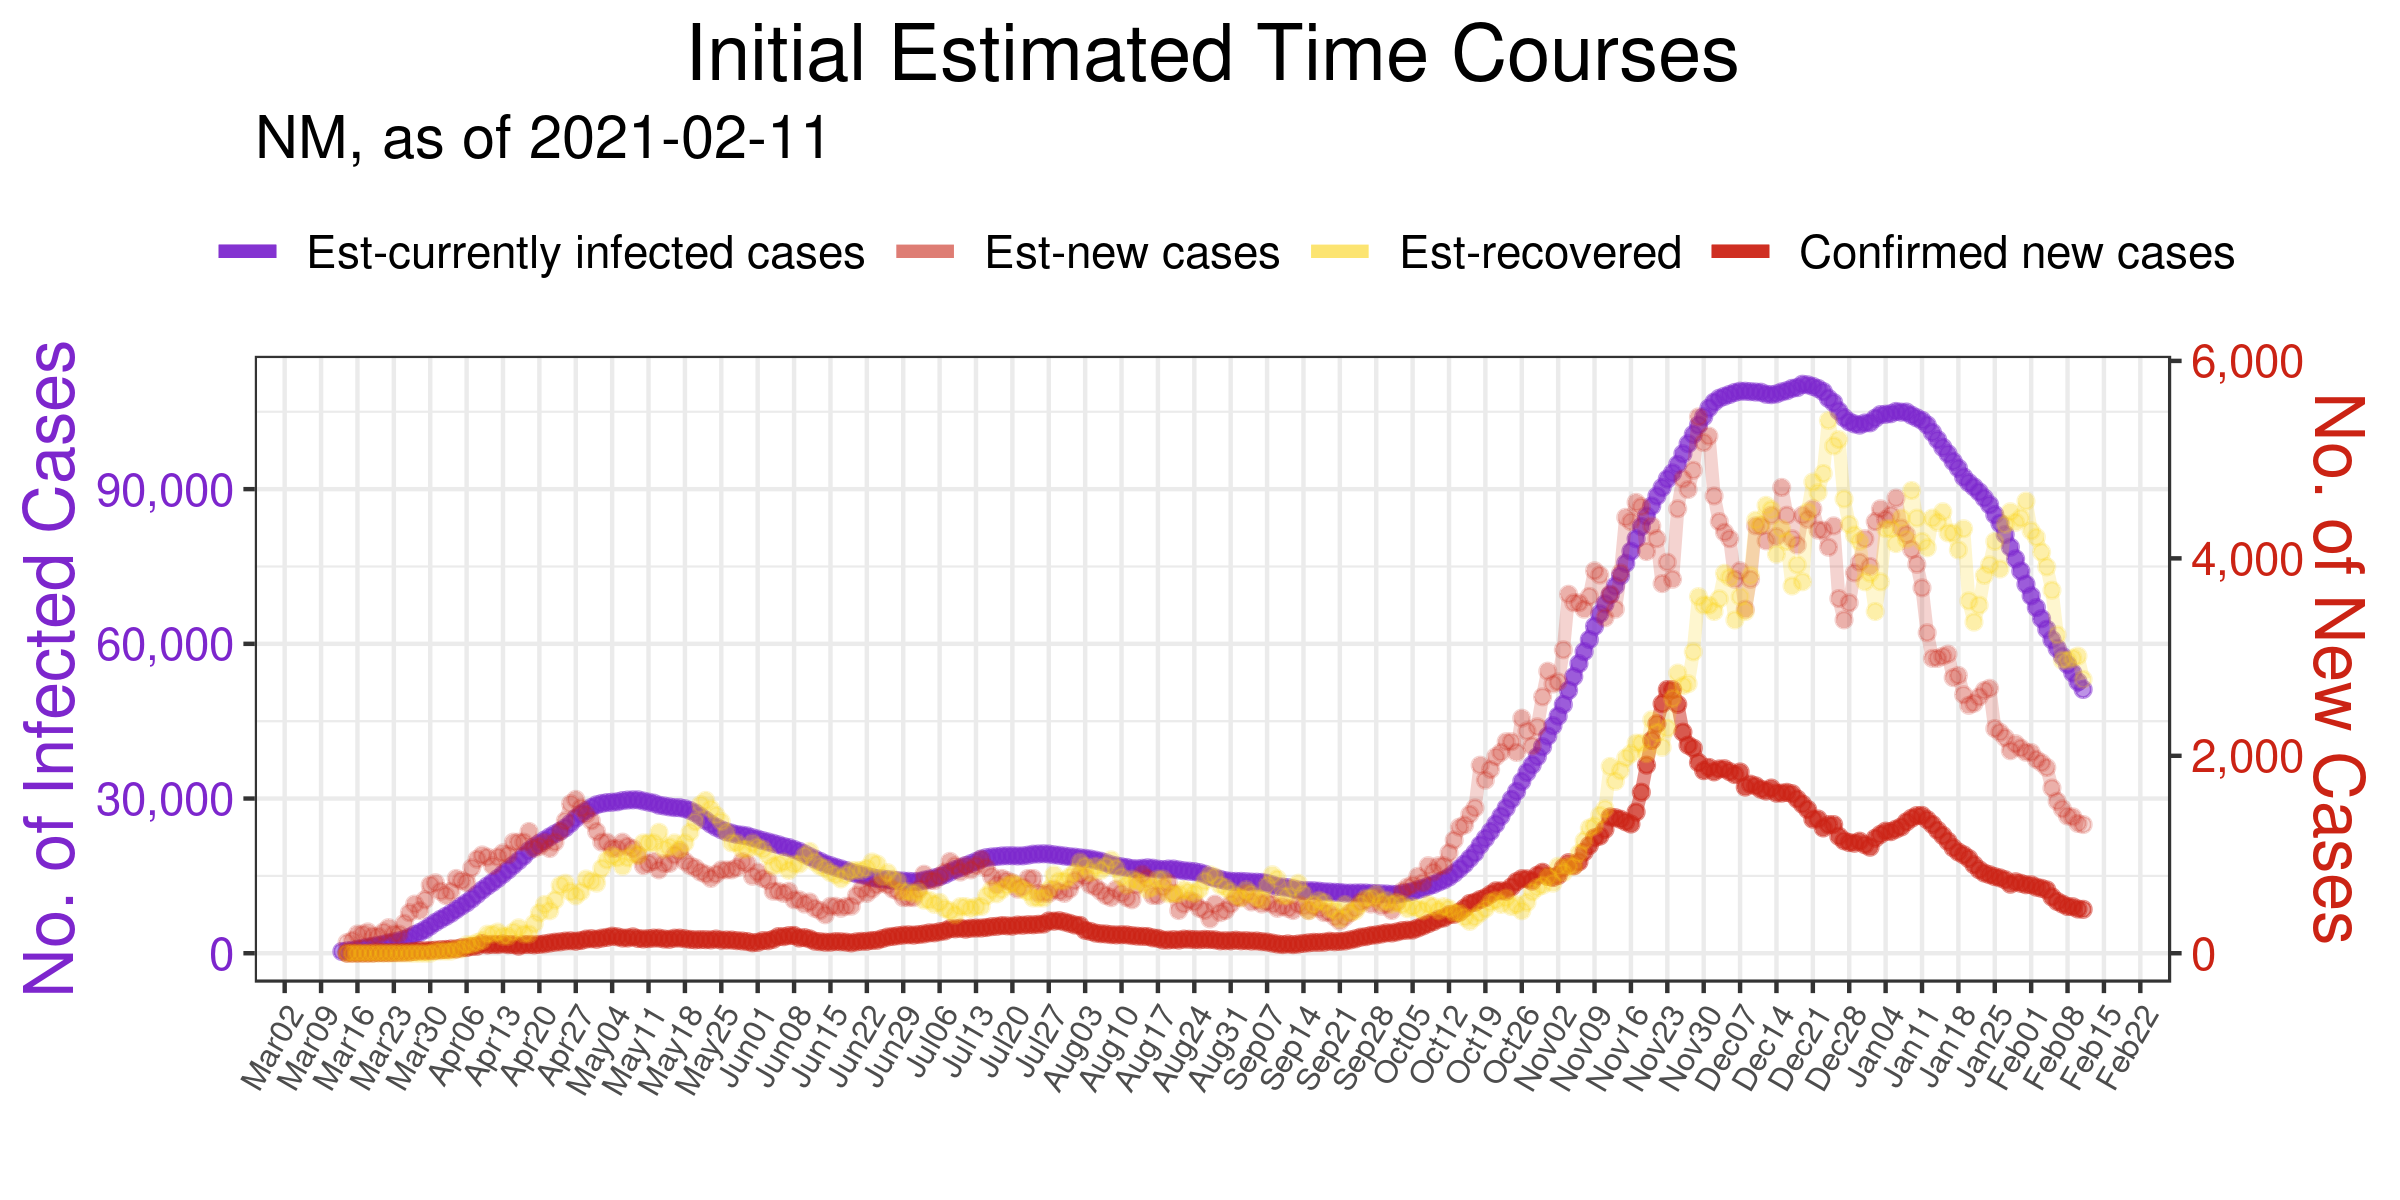 Initial Estimated Time Courses
NM, as of 2021-02-11
Est-currently infected cases Est-new cases Est-recovered Confirmed new cases
No. of Infected Cases
90,000
60,000
30,000
0
6,000
4,000
2,000
0
No. of New Cases
Mar02 Mar09 Mar16 Mar23 Mar30 Apr06 Apr13 Apr20 Apr27 May04 May11 May18 May25 Jun01 Jun08 Jun15 Jun22 Jun29 Jul06 Jul13 Jul20 Jul27 Aug03 Aug10 Aug17 Aug24 Aug31 Sep07 Sep14 Sep21 Sep28 Oct05 Oct12 Oct19 Oct26 Nov02 Nov09 Nov16 Nov23 Nov30 Dec07 Dec14 Dec21 Dec28 Jan04 Jan11 Jan18 Jan25 Feb01 Feb08 Feb15 Feb22